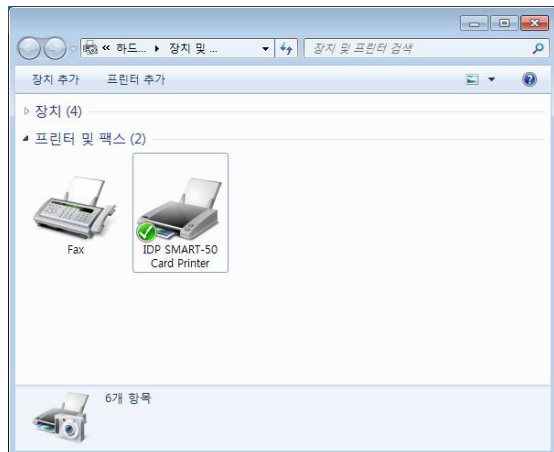 « 하드... ▸ 장치 및 ...
장치 및 프린터 검색
장치 추가 프린터 추가
장치 (4)
프린터 및 팩스 (2)
Fax
IDP SMART-50
Card Printer
6개 항목